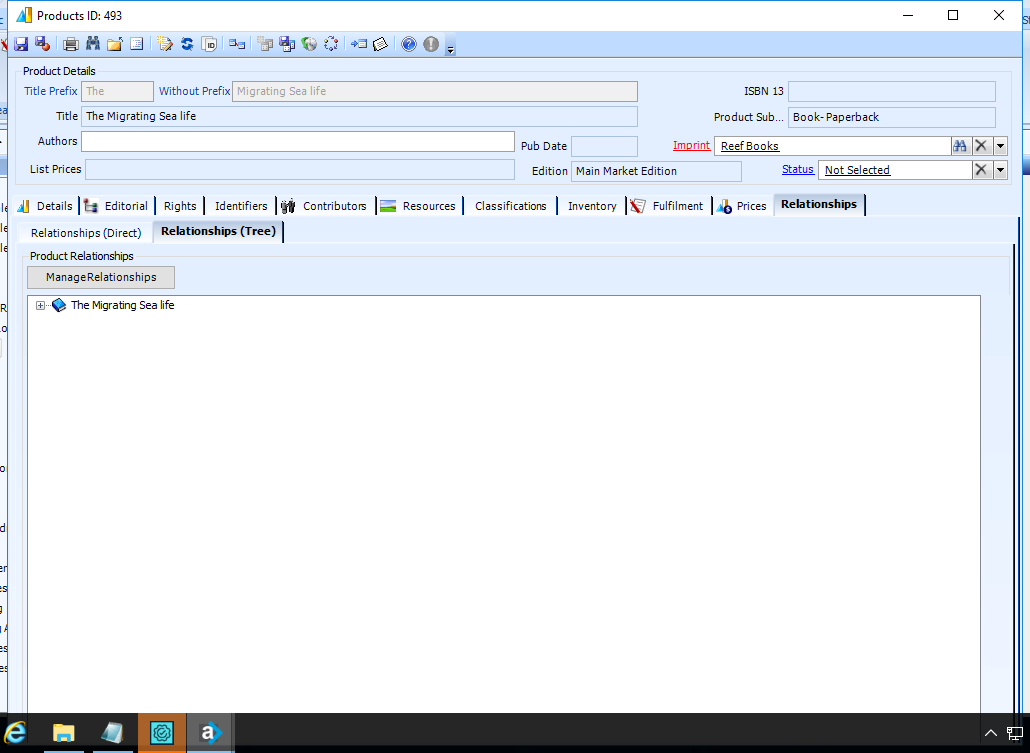 Products ID: 493
Product Details
Title Prefix The Without Prefix Migrating Sea life ISBN 13
Title The Migrating Sea life Product Sub... Book- Paperback
Authors Pub Date Imprint Reef Books
List Prices Edition Main Market Edition Status Not Selected
Details Editorial Rights Identifiers Contributors Resources Classifications Inventory Fulfilment Prices Relationships
Relationships (Direct) Relationships (Tree)
Product Relationships
ManageRelationships
The Migrating Sea life